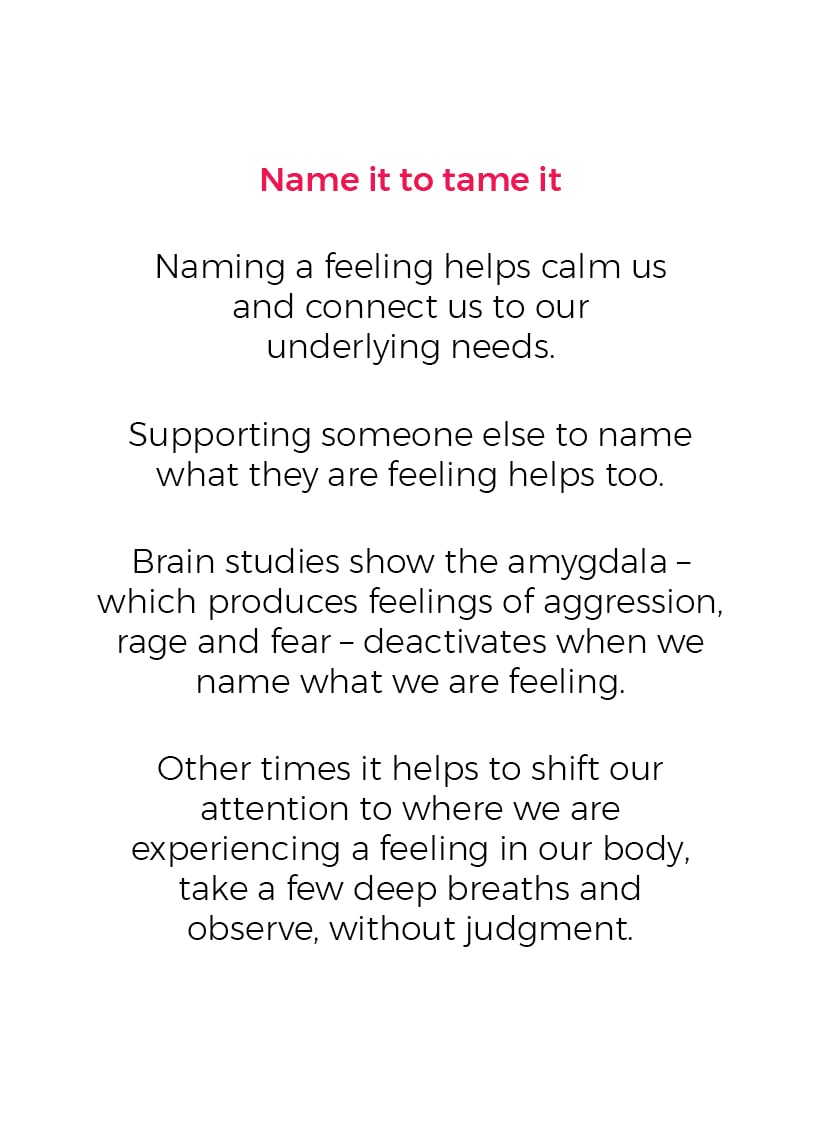 Name it to tame it
Naming a feeling helps calm us
and connect us to our
underlying needs.
Supporting someone else to name
what they are feeling helps too.
Brain studies show the amygdala –
which produces feelings of aggression,
rage and fear – deactivates when we
name what we are feeling.
Other times it helps to shift our
attention to where we are
experiencing a feeling in our body,
take a few deep breaths and
observe, without judgment.